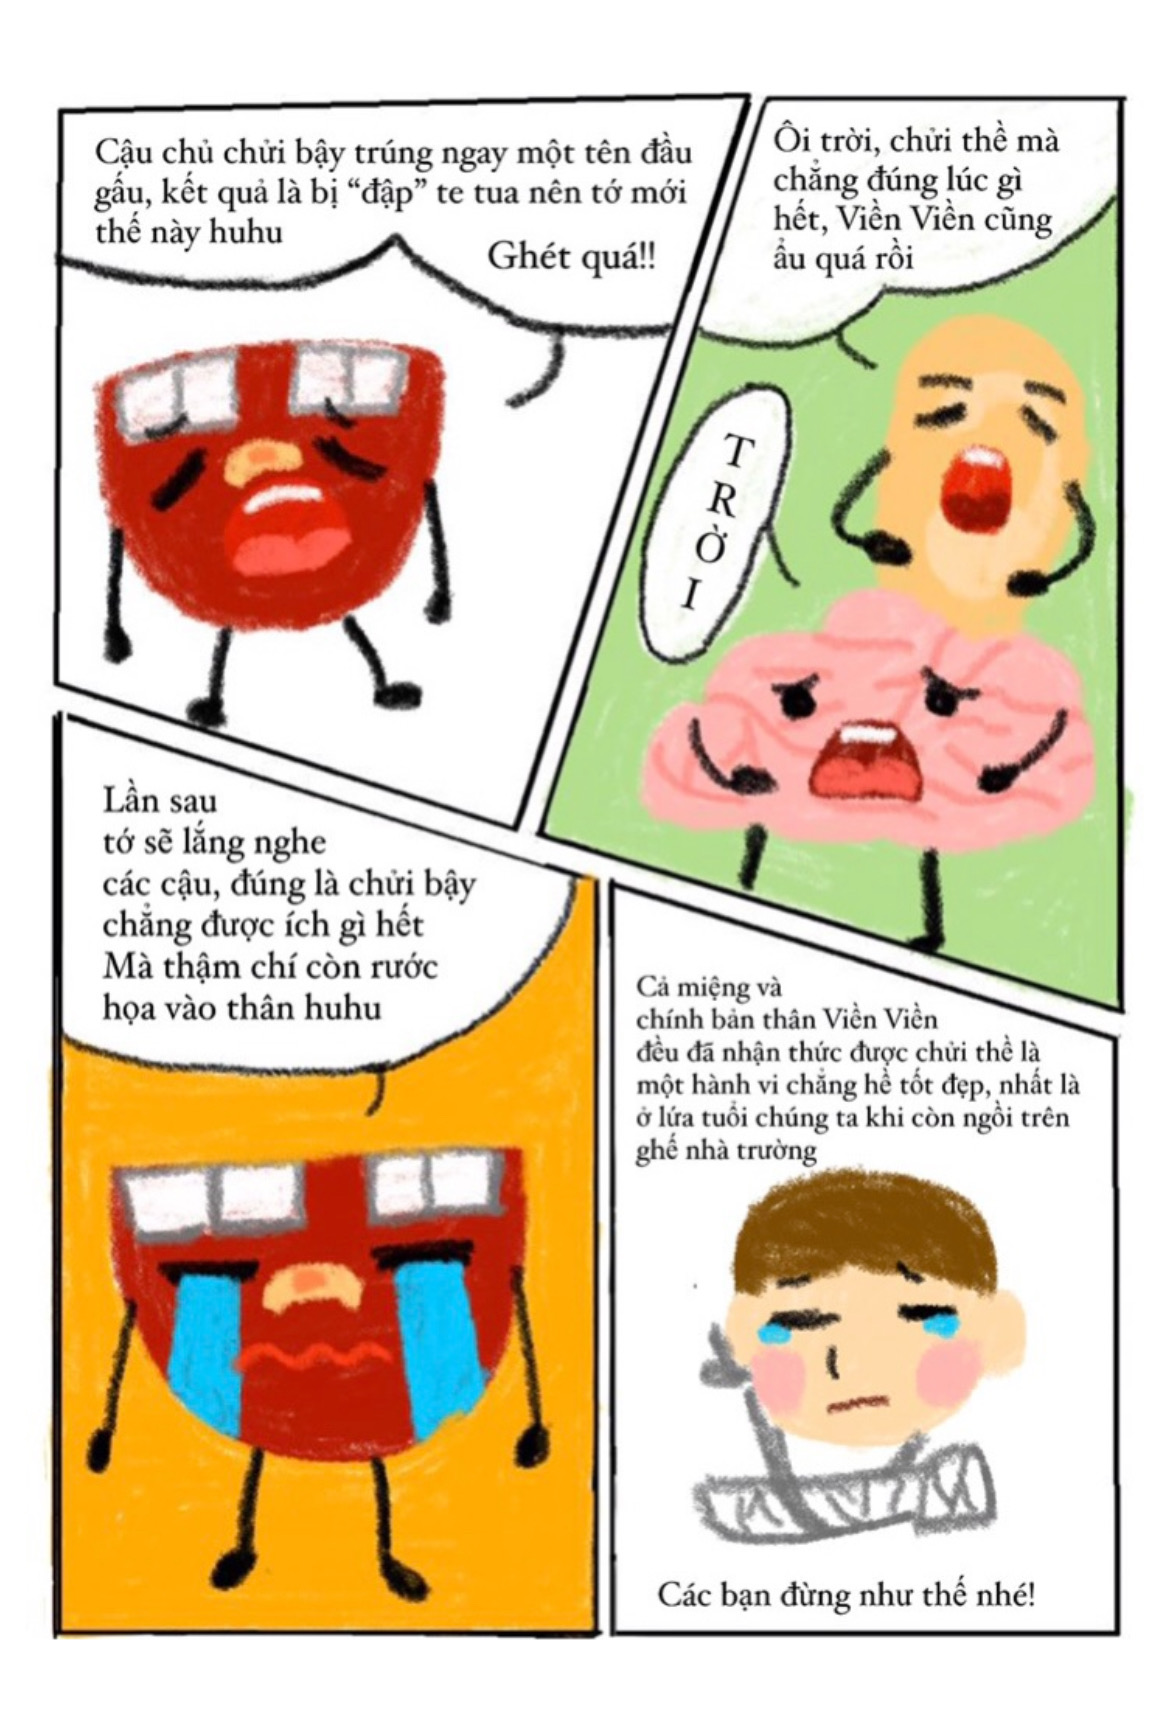 Cậu chủ chửi bậy trúng ngay một tên đầu
gấu, kết quả là bị “đập” te tua nên tớ mới
thế này huhu
Ghét quá!!
Ôi trời, chửi thề mà
chẳng đúng lúc gì
hết, Viền Viền cũng
ẩu quá rồi
TRỜI
Lần sau
tớ sẽ lắng nghe
các cậu, đúng là chửi bậy
chẳng được ích gì hết
Mà thậm chí còn rước
họa vào thân huhu
Cả miệng và
chính bản thân Viền Viền
đều đã nhận thức được chửi thề là
một hành vi chẳng hề tốt đẹp, nhất là
ở lứa tuổi chúng ta khi còn ngồi trên
ghế nhà trường
Các bạn đừng như thế nhé!